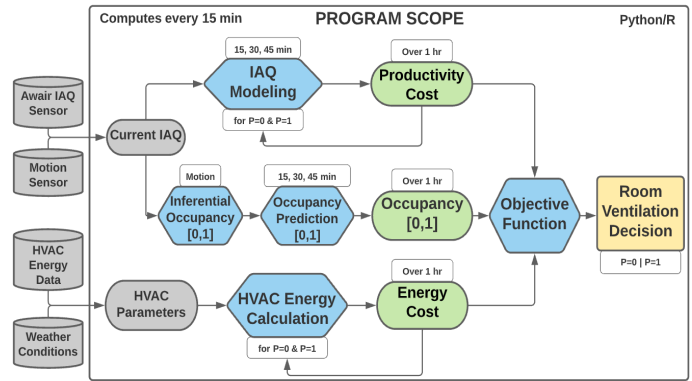 Computes every 15 min
PROGRAM SCOPE
Python/R
15, 30, 45 min
IAQ
Modeling
for P=0 & P=1
Over 1 hr
Productivity
Cost
Awair IAQ
Sensor
Motion
Sensor
Current IAQ
Motion
Inferential
Occupancy
[0,1]
15, 30, 45 min
Occupancy
Prediction
[0,1]
Over 1 hr
Occupancy
[0,1]
Objective
Function
Room
Ventilation
Decision
P=0 | P=1
HVAC
Energy
Data
Weather
Conditions
HVAC
Parameters
HVAC Energy
Calculation
for P=0 & P=1
Over 1 hr
Energy
Cost